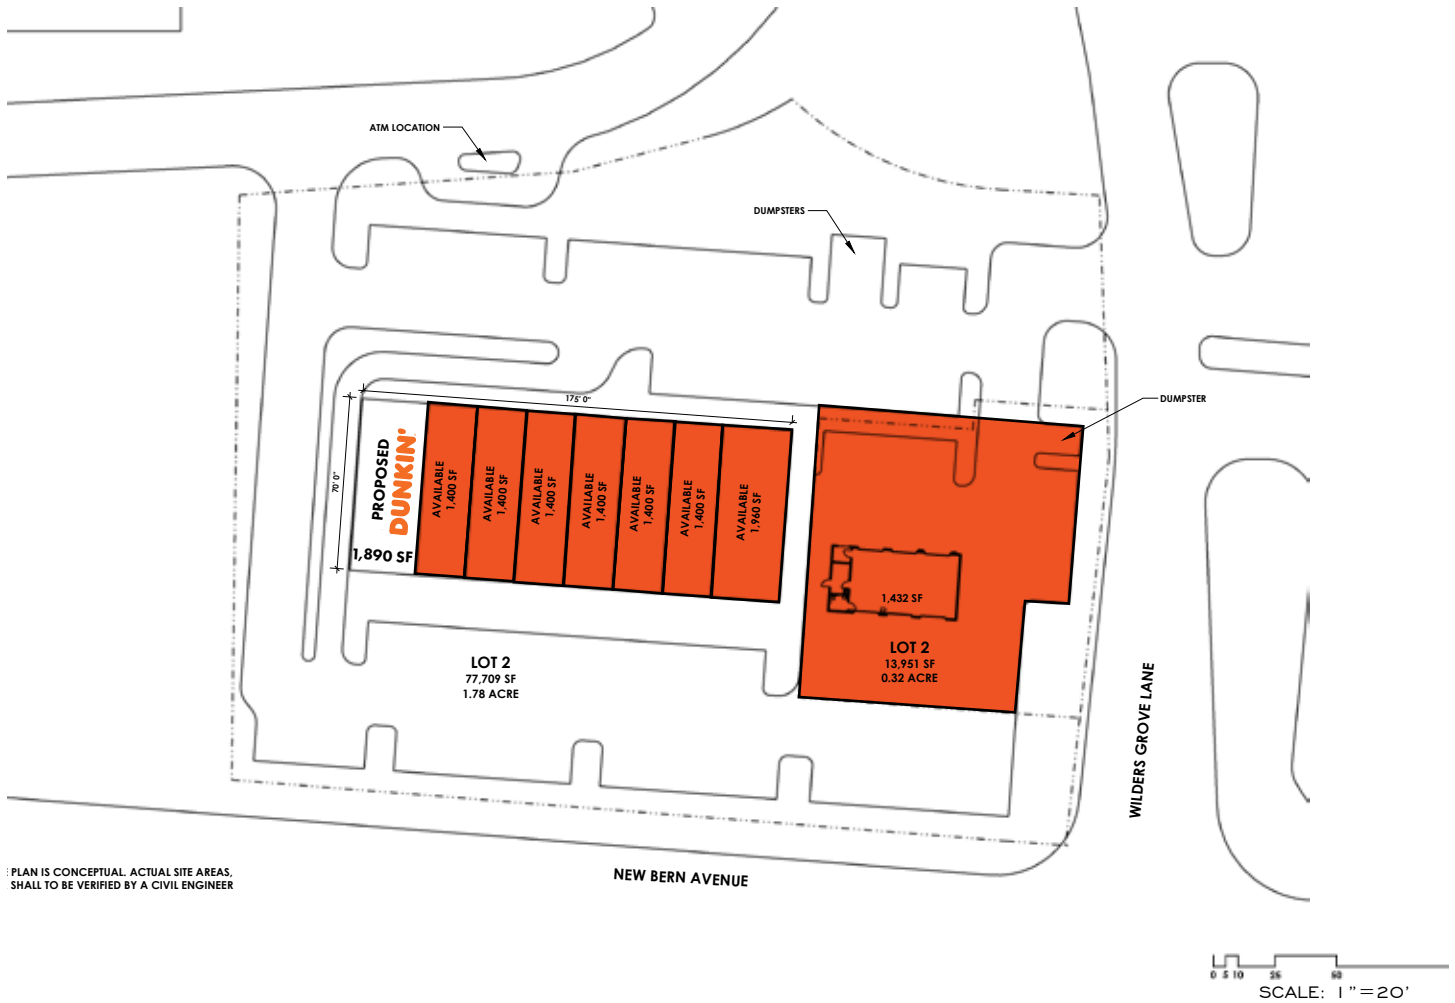 ATM LOCATION
DUMPSTERS
DUMPSTER
175' 0"
70' 0"
PROPOSED
DUNKIN'
1,890 SF
AVAILABLE
1,400 SF
AVAILABLE
1,400 SF
AVAILABLE
1,400 SF
AVAILABLE
1,400 SF
AVAILABLE
1,400 SF
AVAILABLE
1,400 SF
AVAILABLE
1,960 SF
1,432 SF
LOT 2
13,951 SF
0.32 ACRE
LOT 2
77,709 SF
1.78 ACRE
WILDERS GROVE LANE
NEW BERN AVENUE
PLAN IS CONCEPTUAL. ACTUAL SITE AREAS,
SHALL TO BE VERIFIED BY A CIVIL ENGINEER
0 5 10 25 50
SCALE: 1"=20'